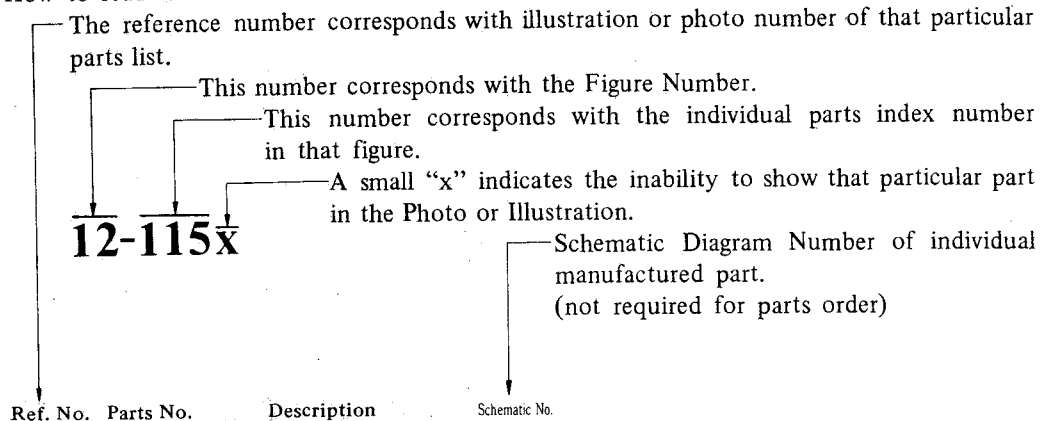 The reference number corresponds with illustration or photo number of that particular
parts list.
This number corresponds with the Figure Number.
This number corresponds with the individual parts index number
in that figure.
A small “x” indicates the inability to show that particular part
in the Photo or Illustration.
12-115x
Schematic Diagram Number of individual
manufactured part.
(not required for parts order)
Ref. No. Parts No. Description Schematic No.